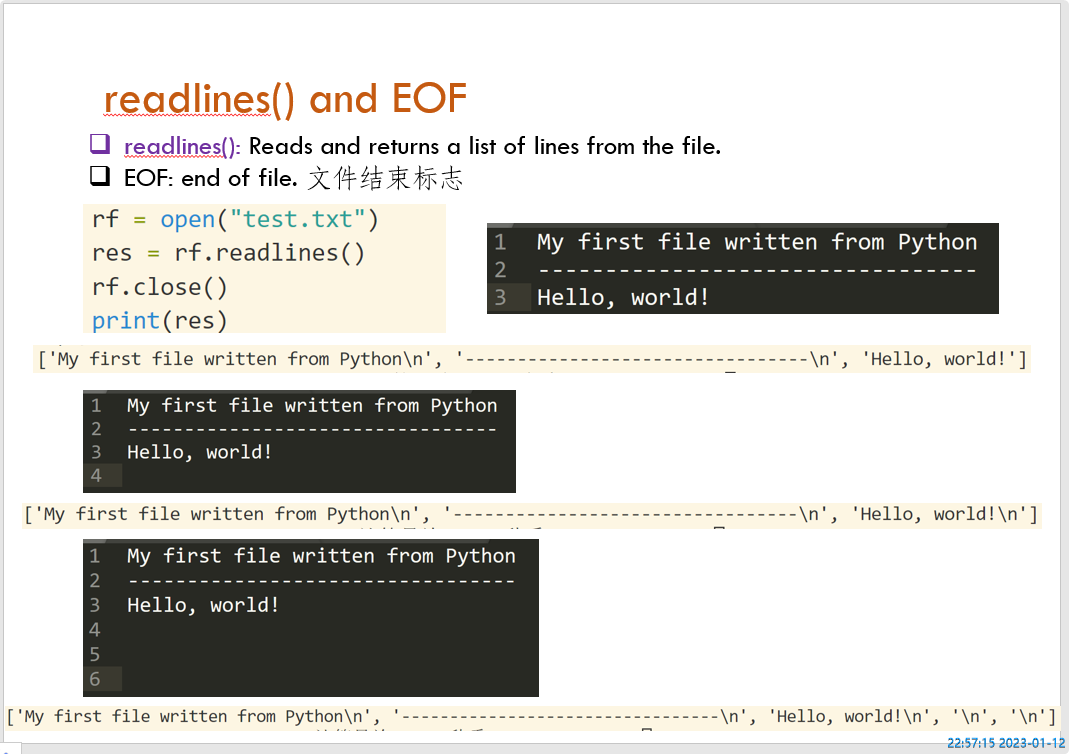 readlines() and EOF
readlines(): Reads and returns a list of lines from the file.
EOF: end of file. 文件结束标志
rf = open("test.txt")
res = rf.readlines()
rf.close()
print(res)
1 My first file written from Python
2 ---------------------------------
3 Hello, world!
['My first file written from Python\n', '---------------------------------\n', 'Hello, world!']
1 My first file written from Python
2 ---------------------------------
3 Hello, world!
4
['My first file written from Python\n', '---------------------------------\n', 'Hello, world!\n']
1 My first file written from Python
2 ---------------------------------
3 Hello, world!
4
5
6
['My first file written from Python\n', '---------------------------------\n', 'Hello, world!\n', '\n', '\n']
22:57:15 2023-01-12